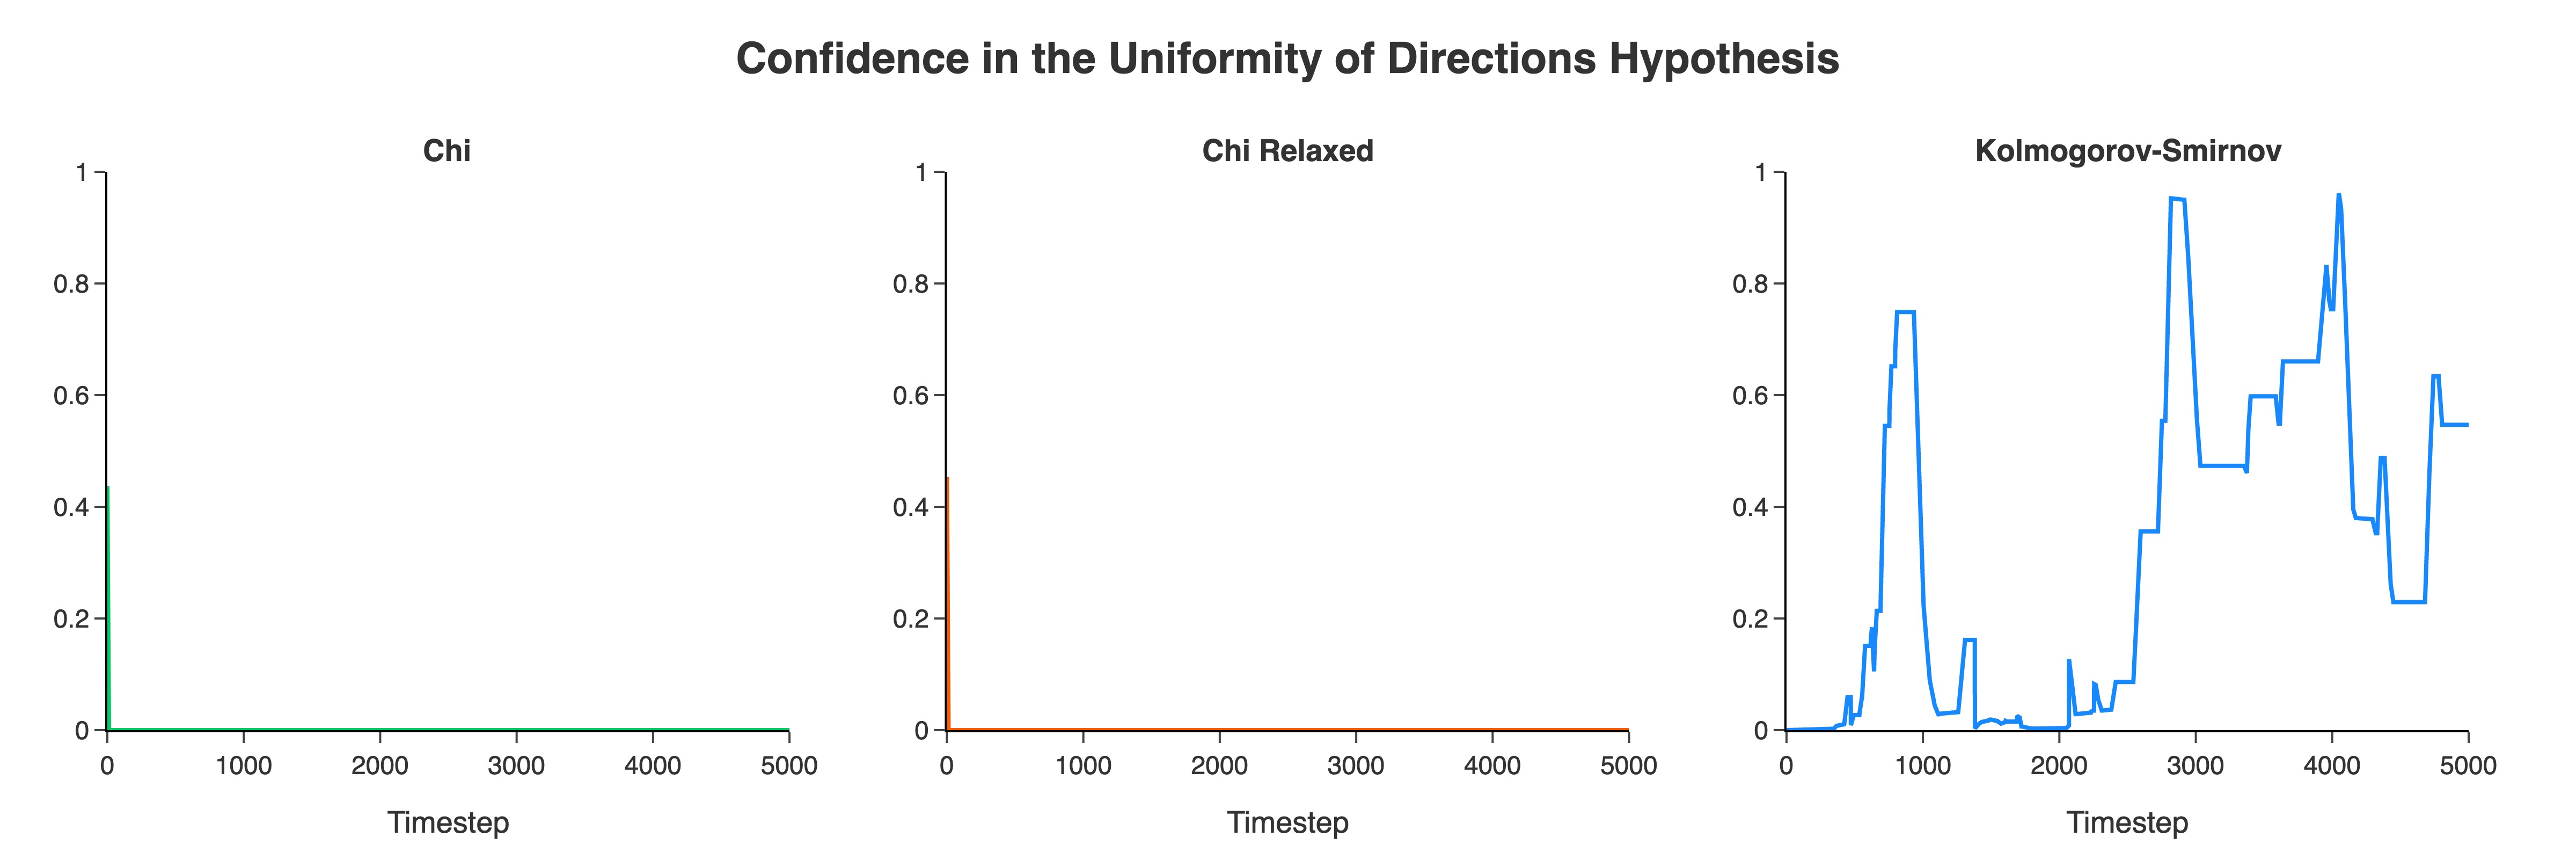 Confidence in the Uniformity of Directions Hypothesis
Chi
1
0.8
0.6
0.4
0.2
0
0 1000 2000 3000 4000 5000
Timestep
Chi Relaxed
1
0.8
0.6
0.4
0.2
0
0 1000 2000 3000 4000 5000
Timestep
Kolmogorov-Smirnov
1
0.8
0.6
0.4
0.2
0
0 1000 2000 3000 4000 5000
Timestep